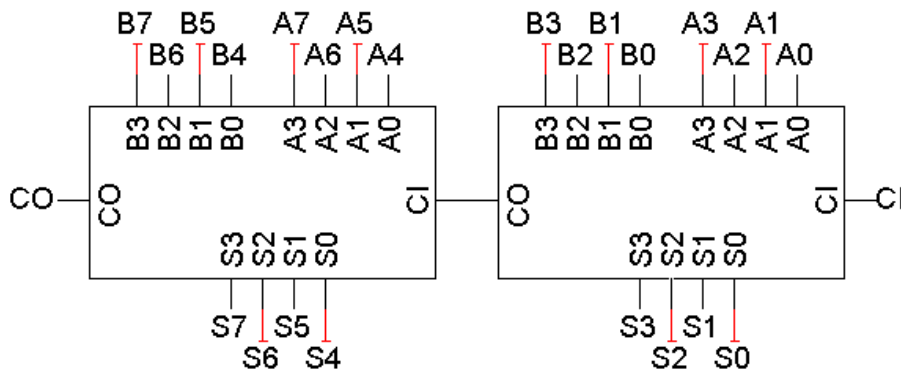 B7 B5 A7 A5 B3 B1 A3 A1
B6 B4 A6 A4 B2 B0 A2 A0
B3 B2 B1 B0 A3 A2 A1 A0 B3 B2 B1 B0 A3 A2 A1 A0
CO CO CI CO CI CI
S3 S2 S1 S0 S3 S2 S1 S0
S7 S5 S3 S1
S6 S4 S2 S0